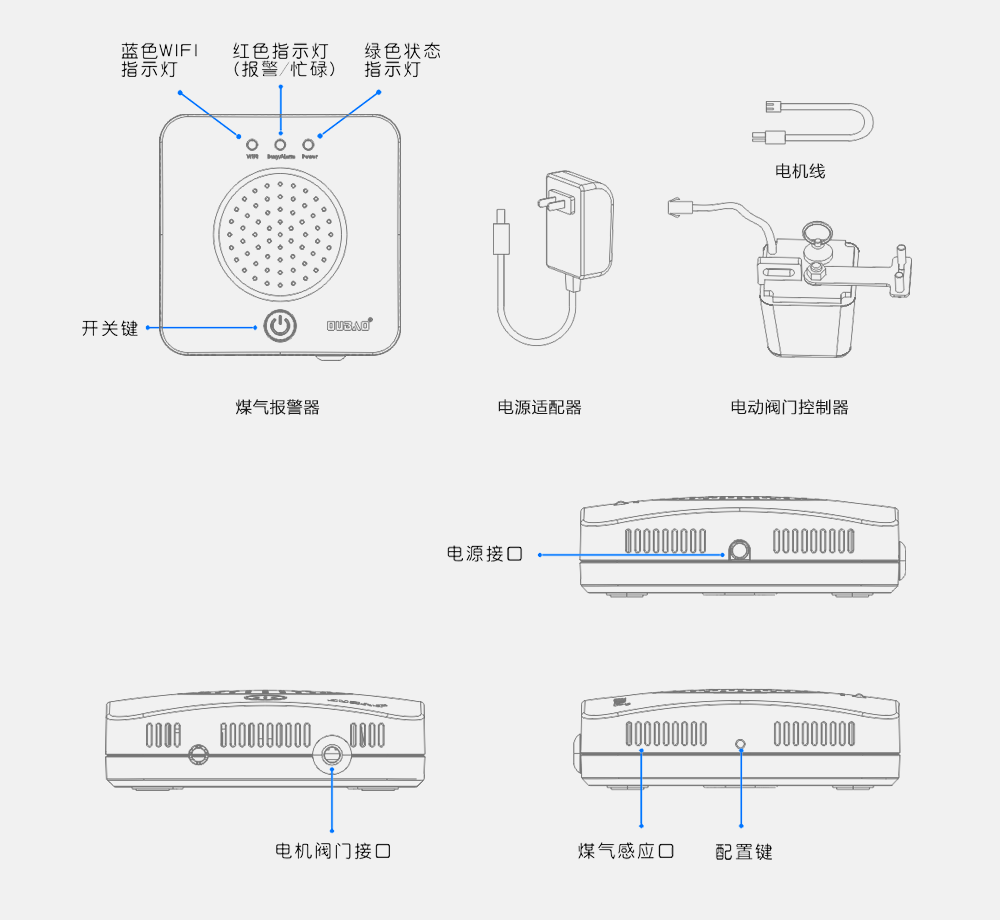 蓝色WIFI
指示灯
红色指示灯
(报警/忙碌)
绿色状态
指示灯
WIFI Busy/Alarm Power
电机线
开关键
OUBAO
煤气报警器
电源适配器
电动阀门控制器
电源接口
电机阀门接口
煤气感应口
配置键